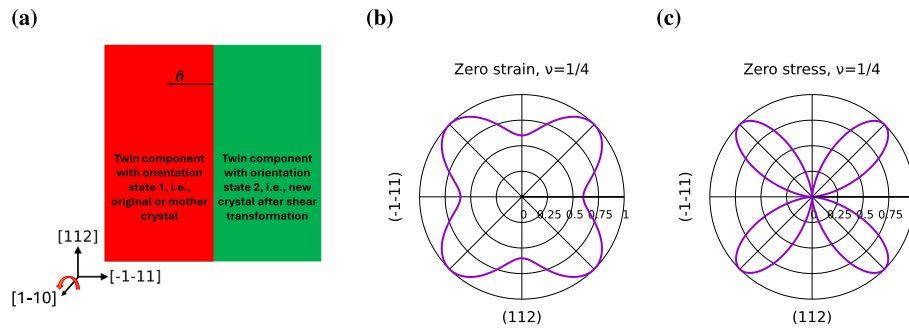 (a)
n̂
Twin component
with orientation
state 1, i.e.,
original or mother
crystal
Twin component
with orientation
state 2, i.e., new
crystal after shear
transformation
[112]
[-1-11]
[1-10]
(b)
Zero strain, ν=1/4
(-1-11)
0 0.25 0.5 0.75 1
(112)
(c)
Zero stress, ν=1/4
(-1-11)
0 0.25 0.5 0.75
(112)